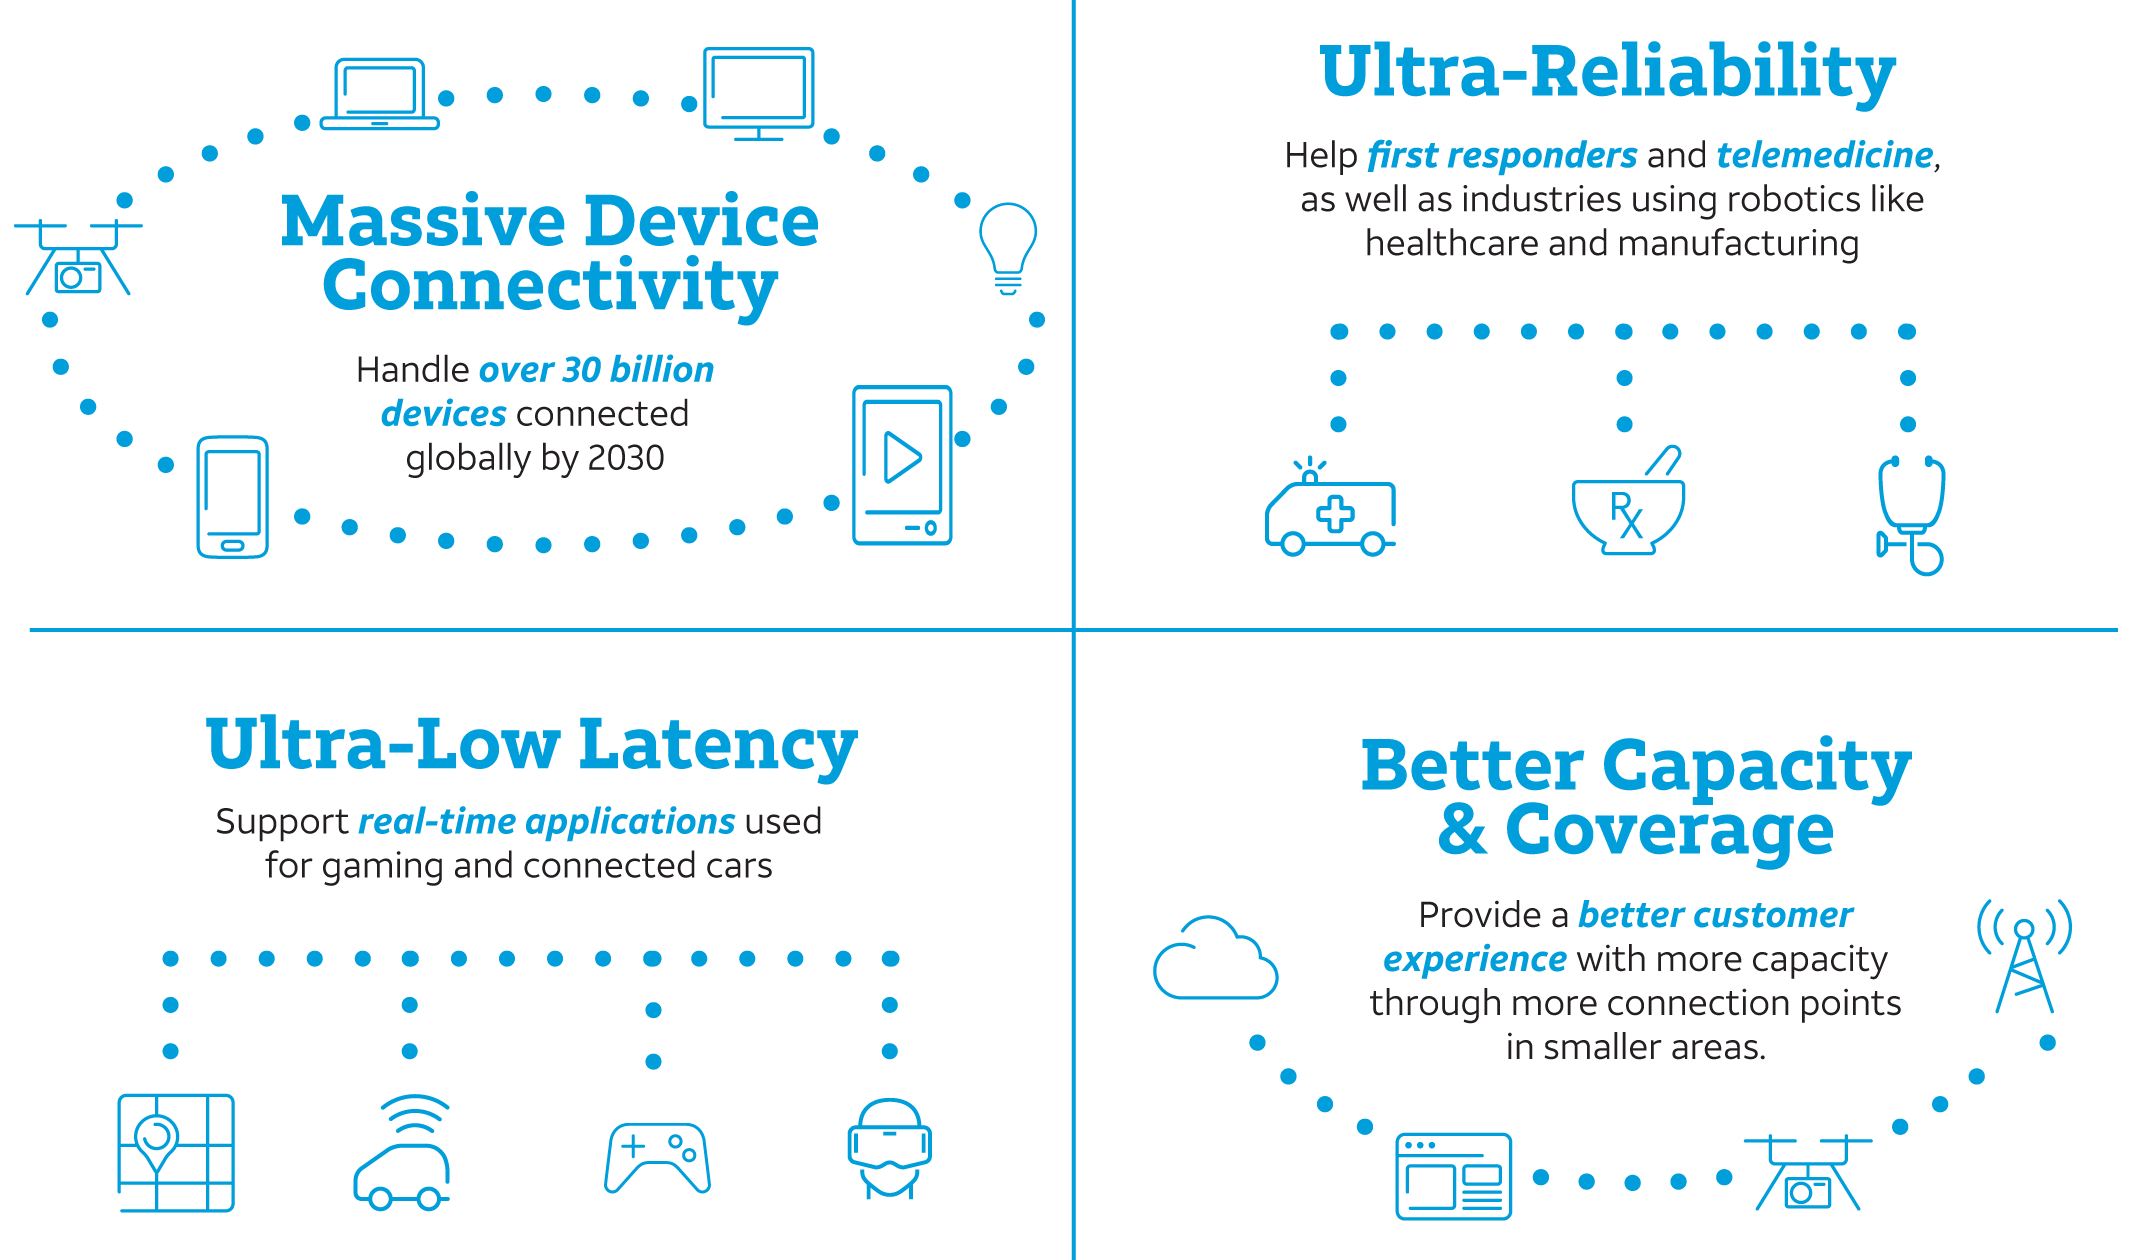 Massive Device
Connectivity
Handle over 30 billion
devices connected
globally by 2030
Ultra-Reliability
Help first responders and telemedicine,
as well as industries using robotics like
healthcare and manufacturing
RX
Ultra-Low Latency
Support real-time applications used
for gaming and connected cars
Better Capacity
& Coverage
Provide a better customer
experience with more capacity
through more connection points
in smaller areas.